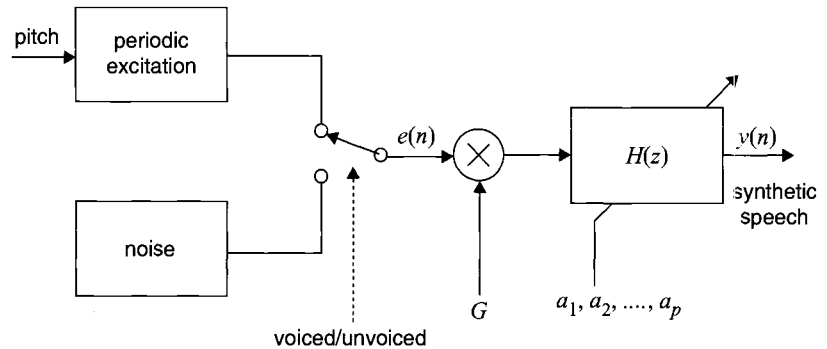 pitch
periodic
excitation
e(n)
H(z)
y(n)
synthetic
speech
noise
G
a₁, a₂, ...., aₚ
voiced/unvoiced